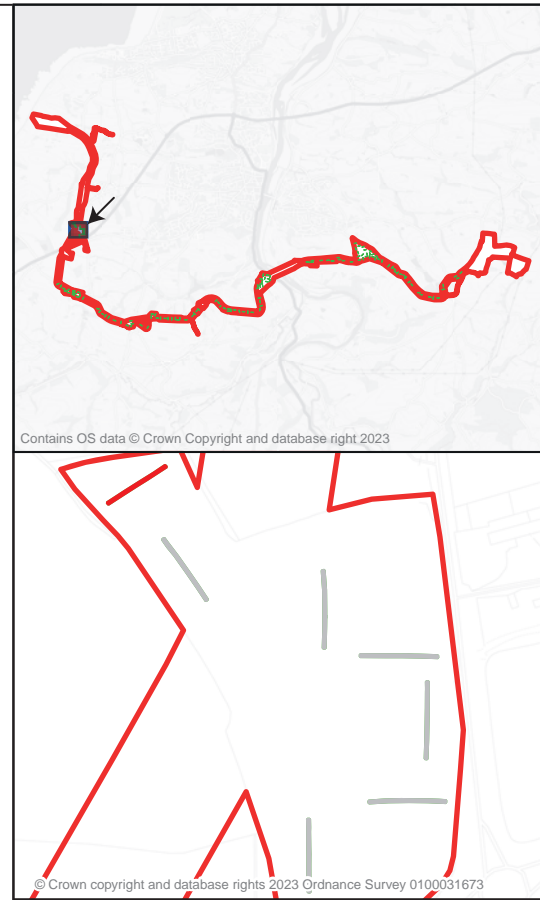 Contains OS data © Crown Copyright and database right 2023
© Crown copyright and database rights 2023 Ordnance Survey 0100031673